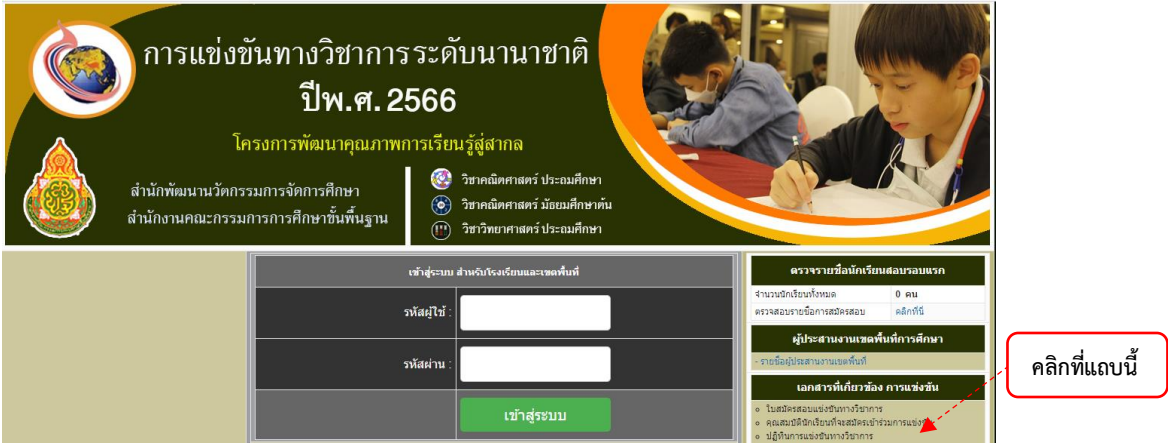 การแข่งขันทางวิชาการระดับนานาชาติ
ปีพ.ศ. 2566
โครงการพัฒนาคุณภาพการเรียนรู้สู่สากล
สำนักพัฒนานวัตกรรมการจัดการศึกษา
สำนักงานคณะกรรมการการศึกษาขั้นพื้นฐาน
วิชาคณิตศาสตร์ ประถมศึกษา
วิชาคณิตศาสตร์ มัธยมศึกษาต้น
วิชาวิทยาศาสตร์ ประถมศึกษา
เข้าสู่ระบบ สำหรับโรงเรียนและเขตพื้นที่
รหัสผู้ใช้ :
รหัสผ่าน :
เข้าสู่ระบบ
ตรวจรายชื่อนักเรียนสอบรอบแรก
จำนวนนักเรียนทั้งหมด 0 คน
ตรวจสอบรายชื่อการสมัครสอบ คลิกที่นี่
ผู้ประสานงานเขตพื้นที่การศึกษา
- รายชื่อผู้ประสานงานเขตพื้นที่
เอกสารที่เกี่ยวข้อง การแข่งขัน
ใบสมัครสอบแข่งขันทางวิชาการ
คุณสมบัตินักเรียนที่จะสมัครเข้าร่วมการแข่งขัน
ปฏิทินการแข่งขันทางวิชาการ
คลิกที่แถบนี้